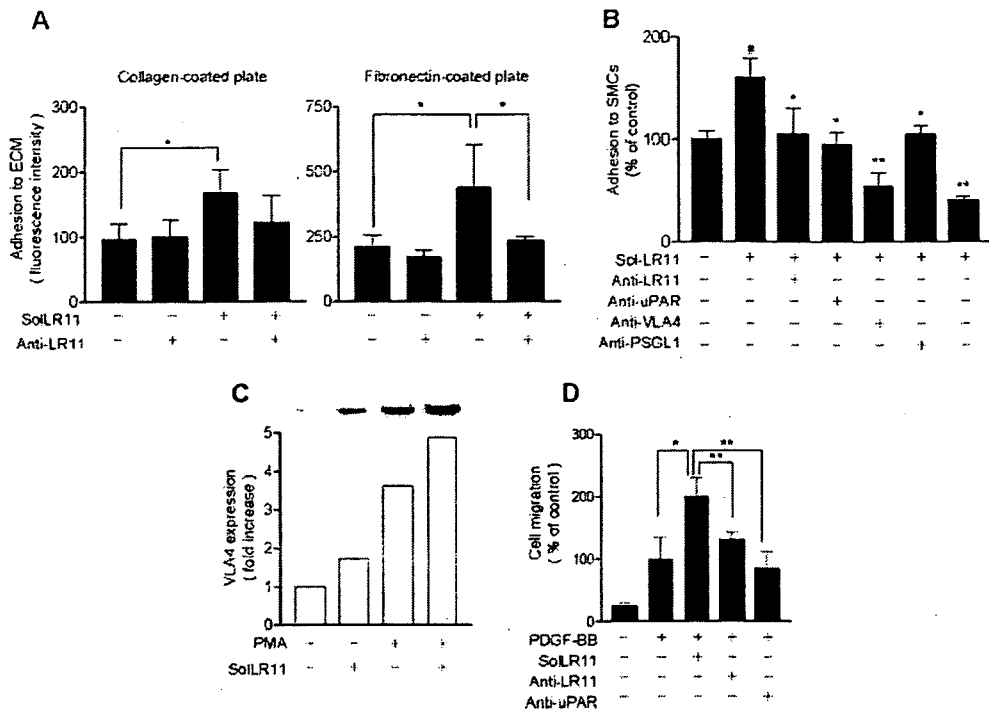 A
Collagen-coated plate
Fibronectin-coated plate
Adhesion to ECM
( fluorescence intensity )
300
200
100
0
750
500
250
0
* * *
SolLR11 – – + + – – + +
Anti-LR11 – + – + – + – +
B
Adhesion to SMCs
(% of control)
200
100
0
# * * ** * **
Sol-LR11 – + + + + + +
Anti-LR11 – – + – – – –
Anti-uPAR – – – + – – –
Anti-VLA4 – – – – + – –
Anti-PSGL1 – – – – – + –
C
VLA4 expression
( fold increase )
5
4
3
2
1
0
PMA – – + +
SolLR11 – + – +
D
Cell migration
( % of control )
300
200
100
0
* ** **
PDGF-BB – + + + +
SolLR11 – – + – –
Anti-LR11 – – – + –
Anti-uPAR – – – – +